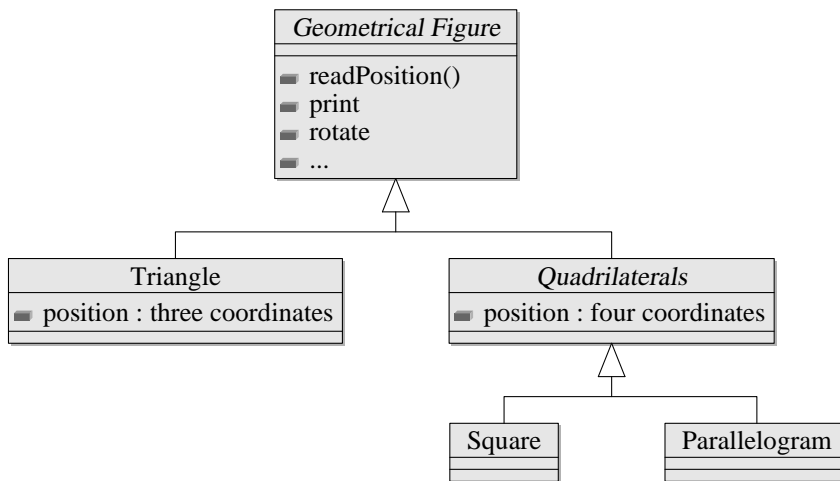 Geometrical Figure
readPosition()
print
rotate
...
Triangle
position : three coordinates
Quadrilaterals
position : four coordinates
Square
Parallelogram